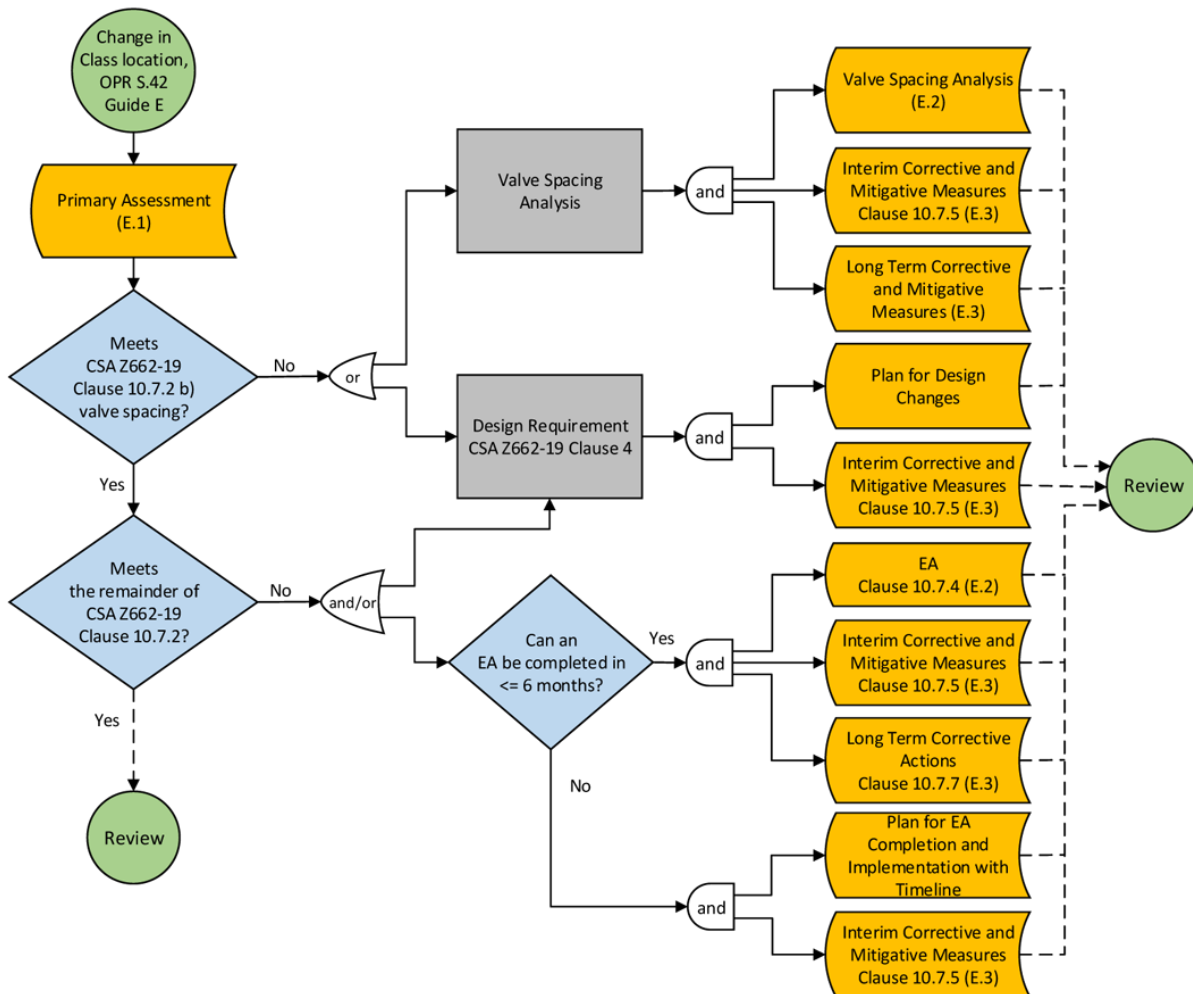 Change in
Class location,
OPR S.42
Guide E
Primary Assessment
(E.1)
Meets
CSA Z662-19
Clause 10.7.2 b)
valve spacing?
No
or
Yes
Meets
the remainder of
CSA Z662-19
Clause 10.7.2?
No
and/or
Yes
Review
Valve Spacing
Analysis
and
Valve Spacing Analysis
(E.2)
Interim Corrective and
Mitigative Measures
Clause 10.7.5 (E.3)
Long Term Corrective
and Mitigative
Measures (E.3)
Design Requirement
CSA Z662-19 Clause 4
and
Plan for Design
Changes
Interim Corrective and
Mitigative Measures
Clause 10.7.5 (E.3)
Can an
EA be completed in
<= 6 months?
Yes
and
EA
Clause 10.7.4 (E.2)
Interim Corrective and
Mitigative Measures
Clause 10.7.5 (E.3)
Long Term Corrective
Actions
Clause 10.7.7 (E.3)
No
and
Plan for EA
Completion and
Implementation with
Timeline
Interim Corrective and
Mitigative Measures
Clause 10.7.5 (E.3)
Review